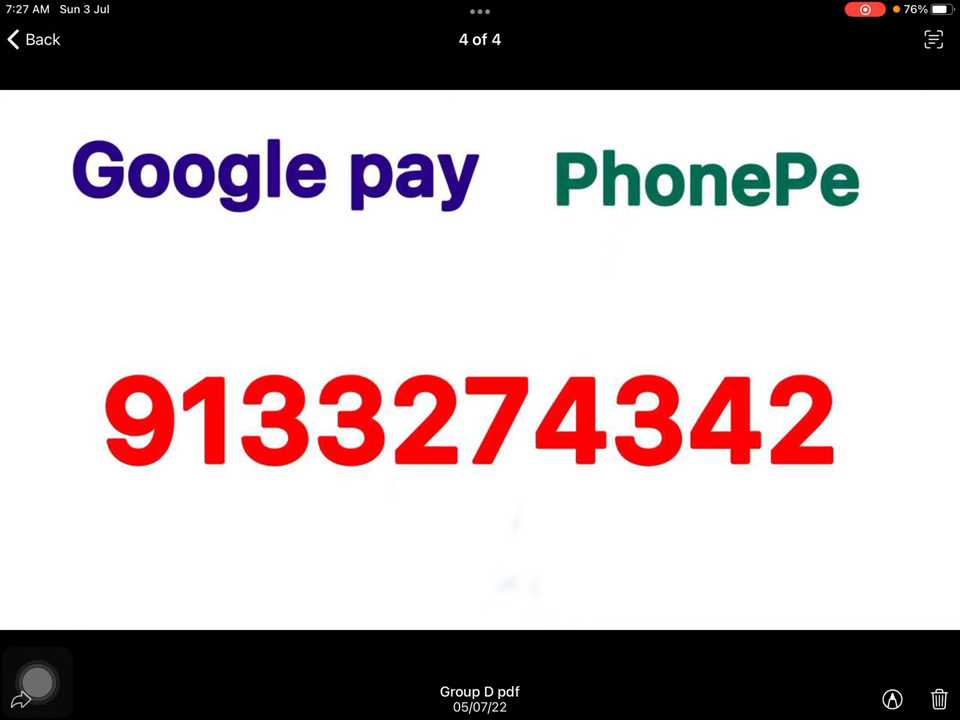 7:27 AM Sun 3 Jul 76%
Back 4 of 4
Google pay PhonePe
9133274342
Group D pdf
05/07/22